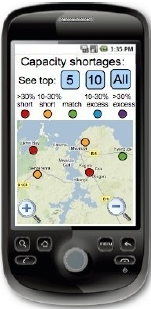 1:35 PM
Capacity shortages:
See top: 5 10 All
>30% 10-30% 10-30% >30%
short short match excess excess
menu